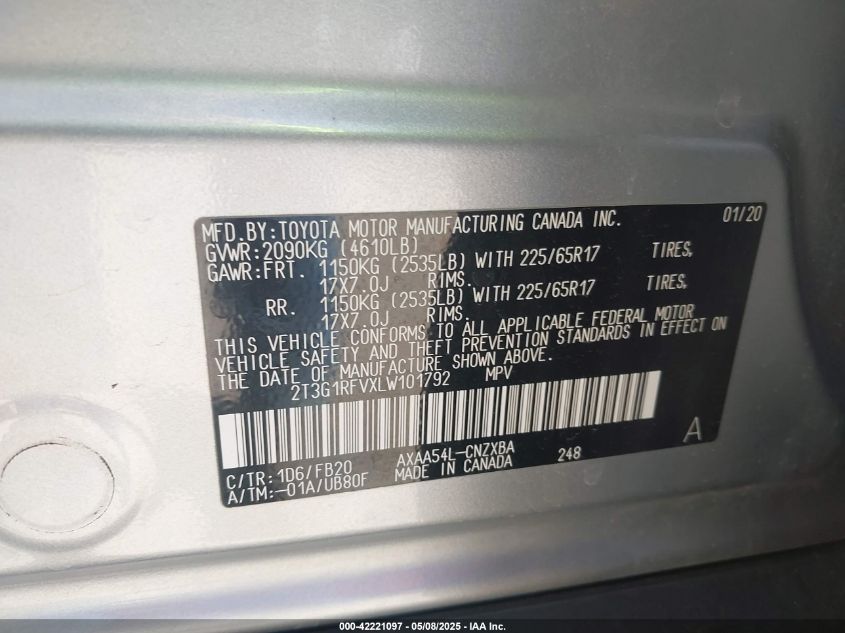 MFD.BY:TOYOTA MOTOR MANUFACTURING CANADA INC. 01/20
GVWR:2090KG (4610LB)
GAWR:FRT. 1150KG (2535LB) WITH 225/65R17 TIRES,
17X7.0J RIMS.
RR. 1150KG (2535LB) WITH 225/65R17 TIRES,
17X7.0J RIMS.
THIS VEHICLE CONFORMS TO ALL APPLICABLE FEDERAL MOTOR
VEHICLE SAFETY AND THEFT PREVENTION STANDARDS IN EFFECT ON
THE DATE OF MANUFACTURE SHOWN ABOVE.
2T3G1RFVXLW101792 MPV
A
C/TR:1D6/FB20 AXAA54L-CNZXBA 248
A/TM:-01A/UB80F MADE IN CANADA
000-42221097 - 05/08/2025 - IAA Inc.